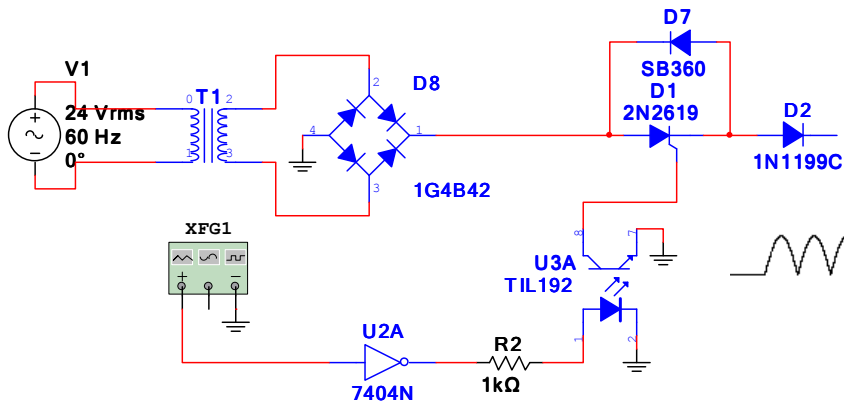 V1
24 Vrms
60 Hz
0°
0
1
T1
2
3
D8
2
4
1
3
1G4B42
D7
SB360
D1
2N2619
D2
1N1199C
XFG1
+
−
8
7
U3A
TIL192
1
2
U2A
7404N
R2
1kΩ